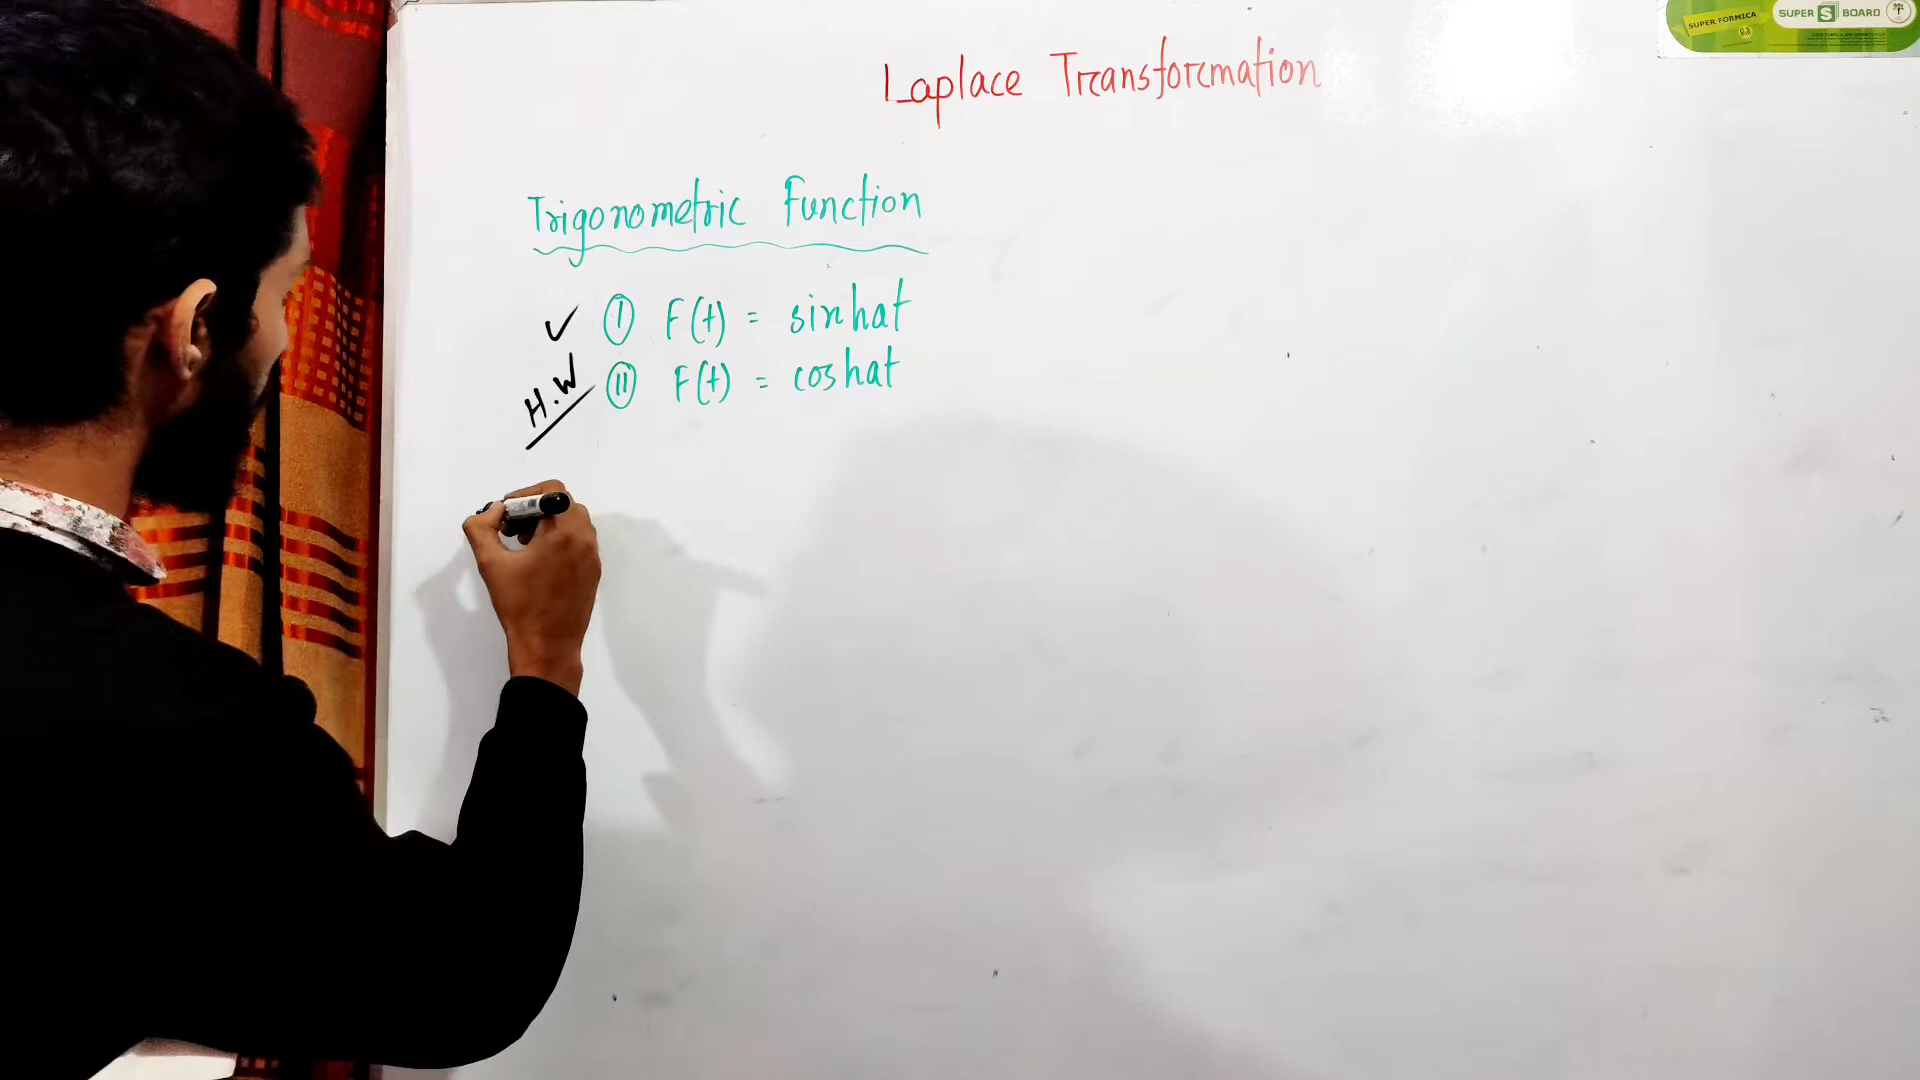 SUPER FORMICA
SUPER S BOARD
Laplace Transformation
Trigonometric Function
✓ (I) F(t) = sinhat
H.W (II) F(t) = coshat